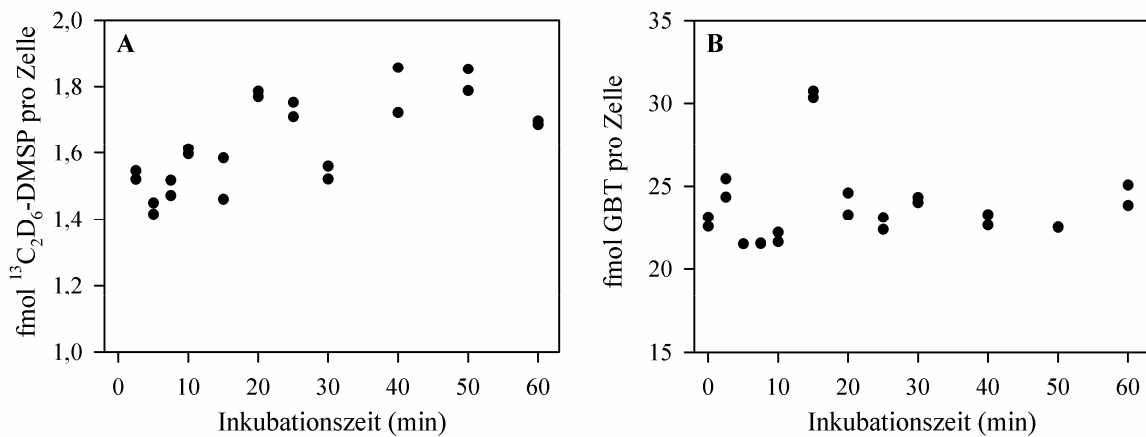 A
fmol ¹³C₂D₆-DMSP pro Zelle
2,0
1,8
1,6
1,4
1,2
1,0
0 10 20 30 40 50 60
Inkubationszeit (min)
B
fmol GBT pro Zelle
35
30
25
20
15
0 10 20 30 40 50 60
Inkubationszeit (min)